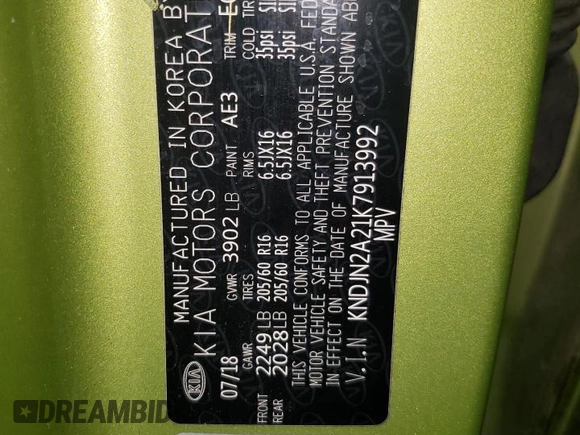 MANUFACTURED IN KOREA B
KIA MOTORS CORPORAT
KIA
07/18 GVWR 3902 LB PAINT AE3 TRIM
GAWR TIRES RIMS COLD TIR
FRONT 2249 LB 205/60 R16 6.5JX16 35psi
REAR 2028 LB 205/60 R16 6.5JX16 35psi
THIS VEHICLE CONFORMS TO ALL APPLICABLE U.S.A. FED
MOTOR VEHICLE SAFETY AND THEFT PREVENTION STANDA
IN EFFECT ON THE DATE OF MANUFACTURE SHOWN AB
V.I.N KNDJN2A21K7913992
MPV
DREAMBID